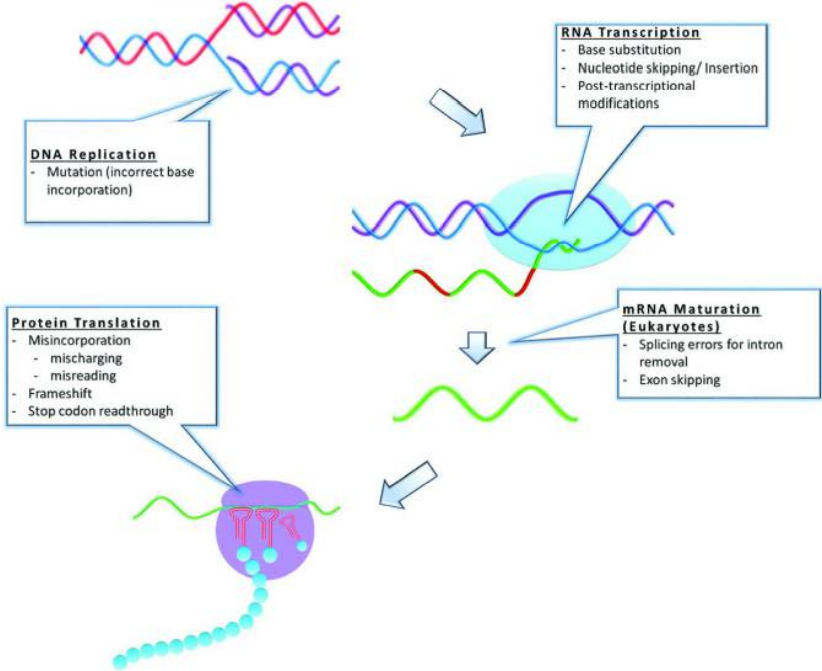 RNA Transcription
- Base substitution
- Nucleotide skipping/ Insertion
- Post-transcriptional
modifications
DNA Replication
- Mutation (incorrect base
incorporation)
mRNA Maturation
(Eukaryotes)
- Splicing errors for intron
removal
- Exon skipping
Protein Translation
- Misincorporation
- mischarging
- misreading
- Frameshift
- Stop codon readthrough